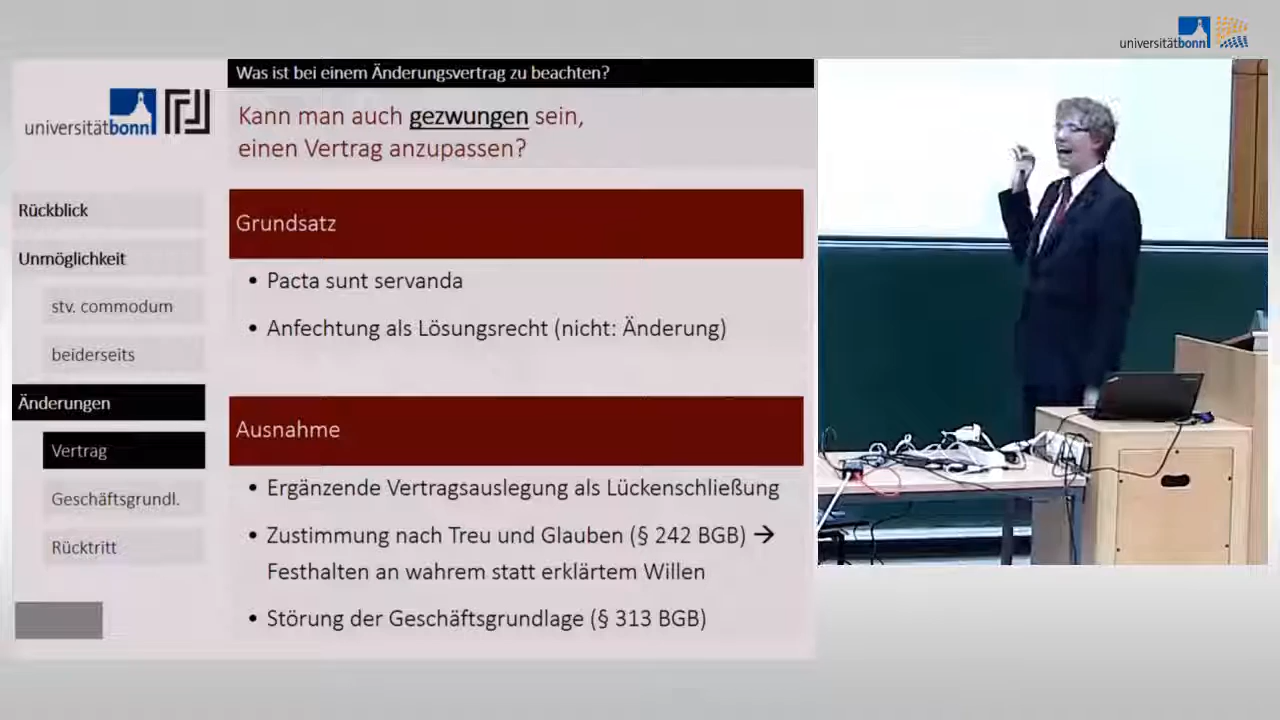 universitätbonn
Was ist bei einem Änderungsvertrag zu beachten?
universitätbonn
Kann man auch gezwungen sein,
einen Vertrag anzupassen?
Rückblick
Unmöglichkeit
stv. commodum
beiderseits
Änderungen
Vertrag
Geschäftsgrundl.
Rücktritt
Grundsatz
• Pacta sunt servanda
• Anfechtung als Lösungsrecht (nicht: Änderung)
Ausnahme
• Ergänzende Vertragsauslegung als Lückenschließung
• Zustimmung nach Treu und Glauben (§ 242 BGB) →
Festhalten an wahrem statt erklärtem Willen
• Störung der Geschäftsgrundlage (§ 313 BGB)